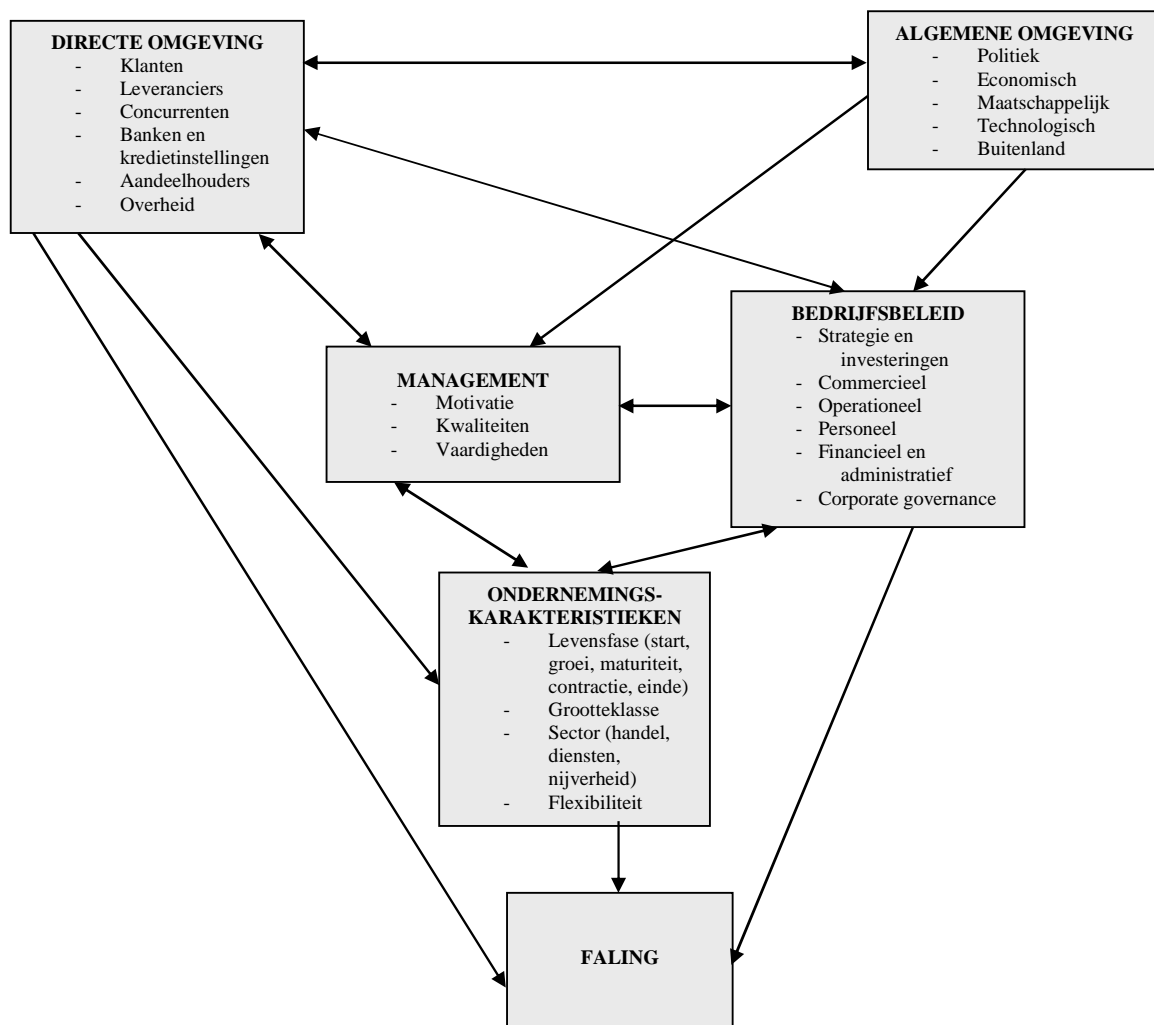 DIRECTE OMGEVING
- Klanten
- Leveranciers
- Concurrenten
- Banken en
kredietinstellingen
- Aandeelhouders
- Overheid
ALGEMENE OMGEVING
- Politiek
- Economisch
- Maatschappelijk
- Technologisch
- Buitenland
BEDRIJFSBELEID
- Strategie en
investeringen
- Commercieel
- Operationeel
- Personeel
- Financieel en
administratief
- Corporate governance
MANAGEMENT
- Motivatie
- Kwaliteiten
- Vaardigheden
ONDERNEMINGS-
KARAKTERISTIEKEN
- Levensfase (start,
groei, maturiteit,
contractie, einde)
- Grootteklasse
- Sector (handel,
diensten,
nijverheid)
- Flexibiliteit
FALING